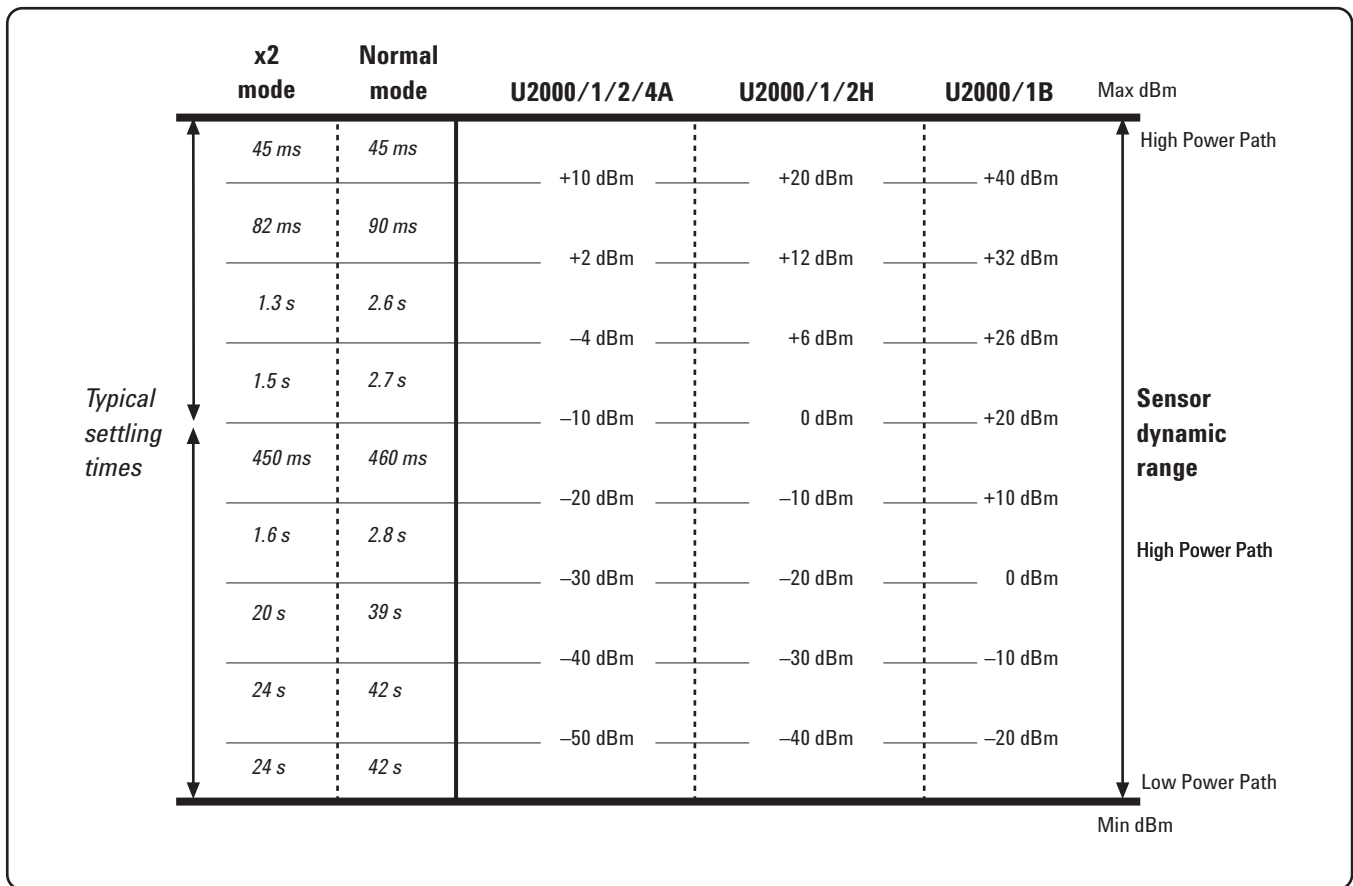 x2 mode Normal mode U2000/1/2/4A U2000/1/2H U2000/1B Max dBm
High Power Path
45 ms 45 ms
+10 dBm +20 dBm +40 dBm
82 ms 90 ms
+2 dBm +12 dBm +32 dBm
1.3 s 2.6 s
–4 dBm +6 dBm +26 dBm
1.5 s 2.7 s
Typical settling times
–10 dBm 0 dBm +20 dBm
Sensor dynamic range
450 ms 460 ms
–20 dBm –10 dBm +10 dBm
1.6 s 2.8 s
High Power Path
–30 dBm –20 dBm 0 dBm
20 s 39 s
–40 dBm –30 dBm –10 dBm
24 s 42 s
–50 dBm –40 dBm –20 dBm
24 s 42 s
Low Power Path
Min dBm